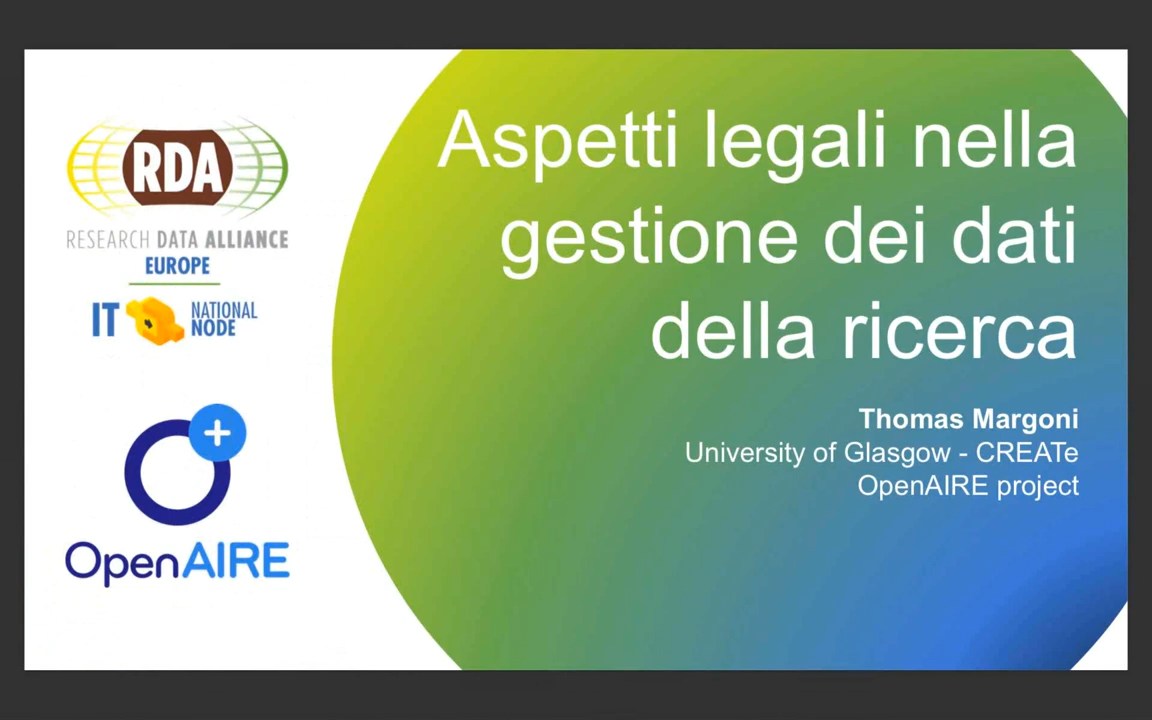 RDA
RESEARCH DATA ALLIANCE
EUROPE
IT NATIONAL
NODE
OpenAIRE
Aspetti legali nella
gestione dei dati
della ricerca
Thomas Margoni
University of Glasgow - CREATe
OpenAIRE project